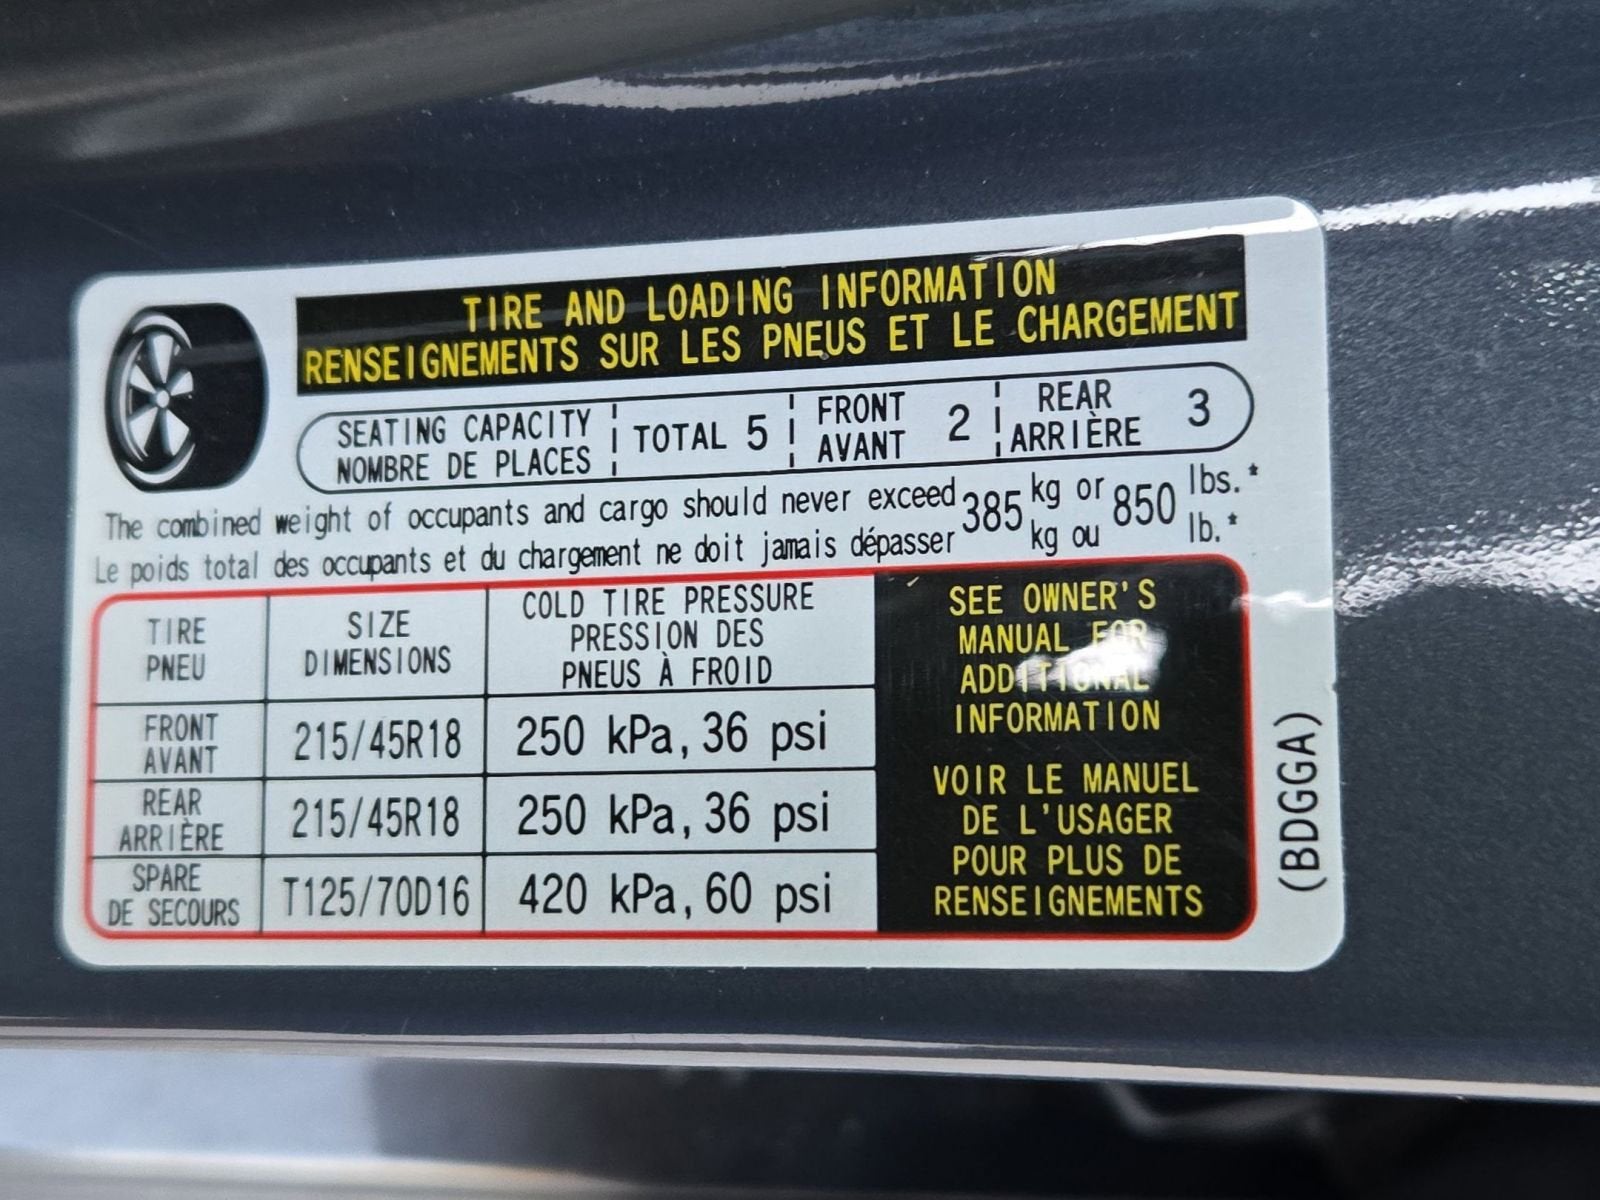 TIRE AND LOADING INFORMATION
RENSEIGNEMENTS SUR LES PNEUS ET LE CHARGEMENT
SEATING CAPACITY
NOMBRE DE PLACES
TOTAL 5
FRONT
AVANT
2
REAR
ARRIÈRE
3
The combined weight of occupants and cargo should never exceed
Le poids total des occupants et du chargement ne doit jamais dépasser
385
kg or
kg ou
850
lbs.*
lb.*
TIRE
PNEU
SIZE
DIMENSIONS
COLD TIRE PRESSURE
PRESSION DES
PNEUS À FROID
FRONT
AVANT
215/45R18
250 kPa, 36 psi
REAR
ARRIÈRE
215/45R18
250 kPa, 36 psi
SPARE
DE SECOURS
T125/70D16
420 kPa, 60 psi
SEE OWNER'S
MANUAL FOR
ADDITIONAL
INFORMATION
VOIR LE MANUEL
DE L'USAGER
POUR PLUS DE
RENSEIGNEMENTS
(BDGGA)